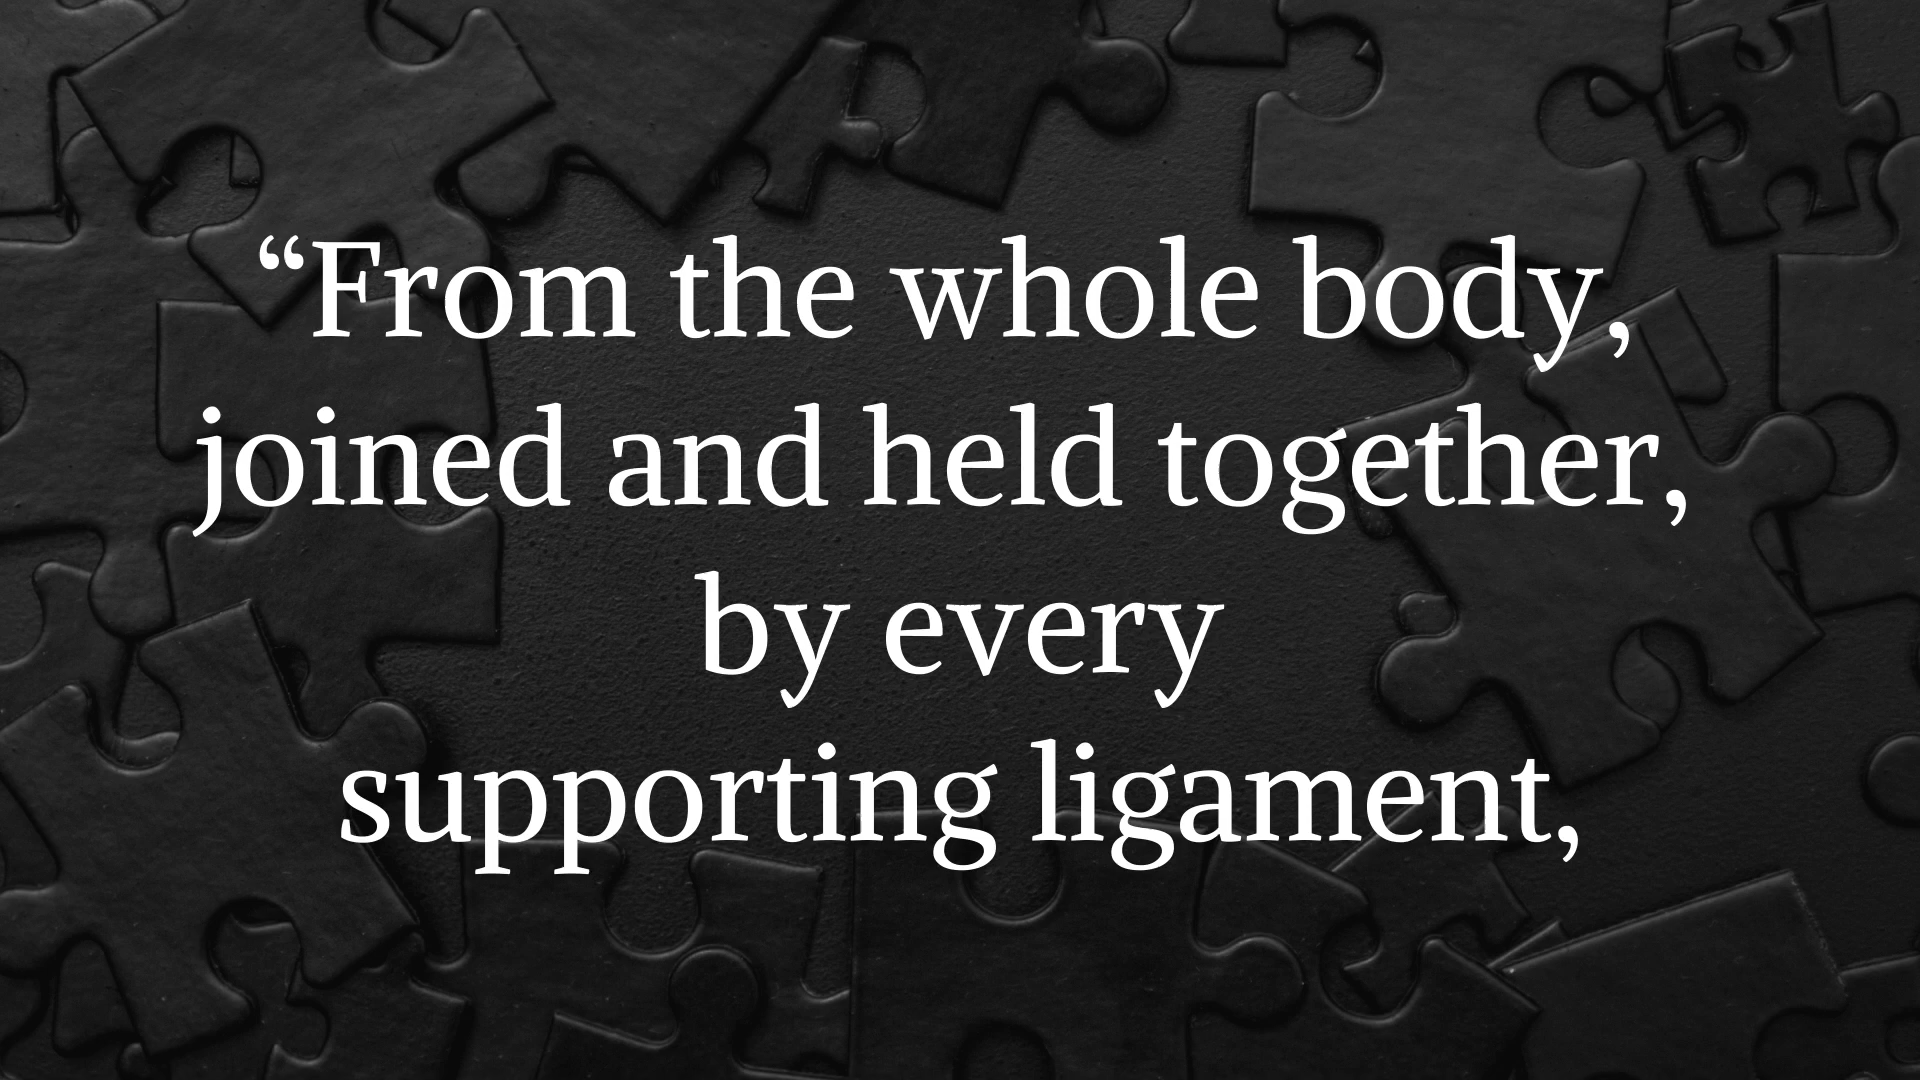 “From the whole body,
joined and held together,
by every
supporting ligament,